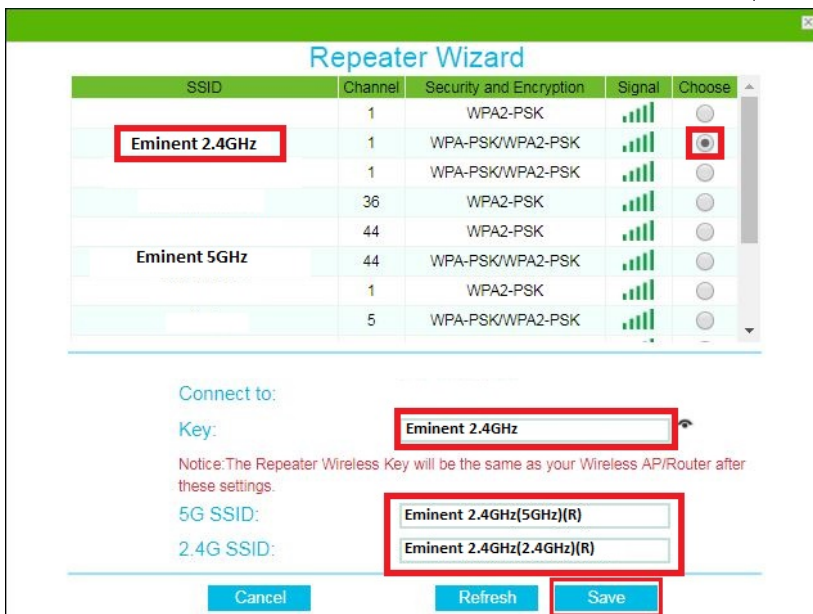 Repeater Wizard
SSID Channel Security and Encryption Signal Choose
1 WPA2-PSK
Eminent 2.4GHz 1 WPA-PSK/WPA2-PSK
1 WPA-PSK/WPA2-PSK
36 WPA2-PSK
44 WPA2-PSK
Eminent 5GHz 44 WPA-PSK/WPA2-PSK
1 WPA2-PSK
5 WPA-PSK/WPA2-PSK
Connect to:
Key: Eminent 2.4GHz
Notice:The Repeater Wireless Key will be the same as your Wireless AP/Router after
these settings.
5G SSID: Eminent 2.4GHz(5GHz)(R)
2.4G SSID: Eminent 2.4GHz(2.4GHz)(R)
Cancel Refresh Save